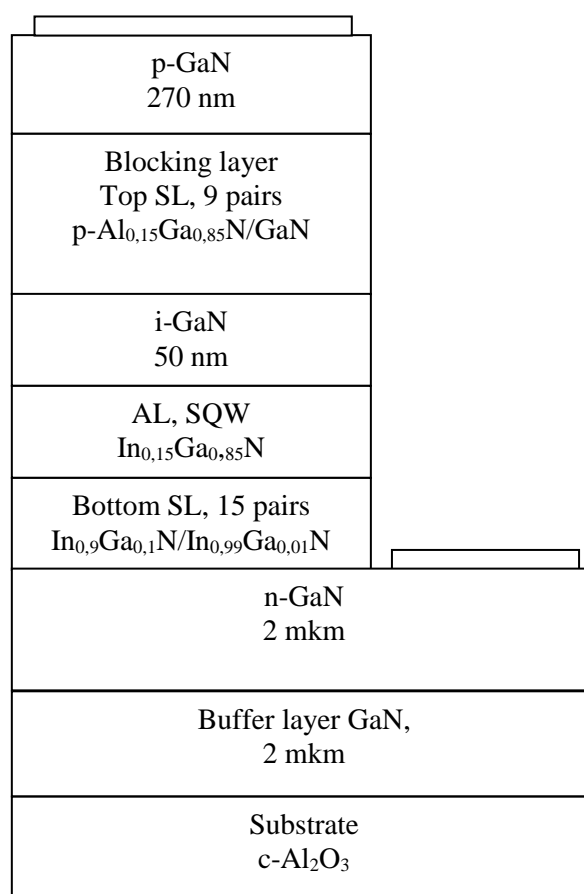 p-GaN
270 nm
Blocking layer
Top SL, 9 pairs
p-Al₀,₁₅Ga₀,₈₅N/GaN
i-GaN
50 nm
AL, SQW
In₀,₁₅Ga₀,₈₅N
Bottom SL, 15 pairs
In₀,₉Ga₀,₁N/In₀,₉₉Ga₀,₀₁N
n-GaN
2 mkm
Buffer layer GaN,
2 mkm
Substrate
c-Al₂O₃